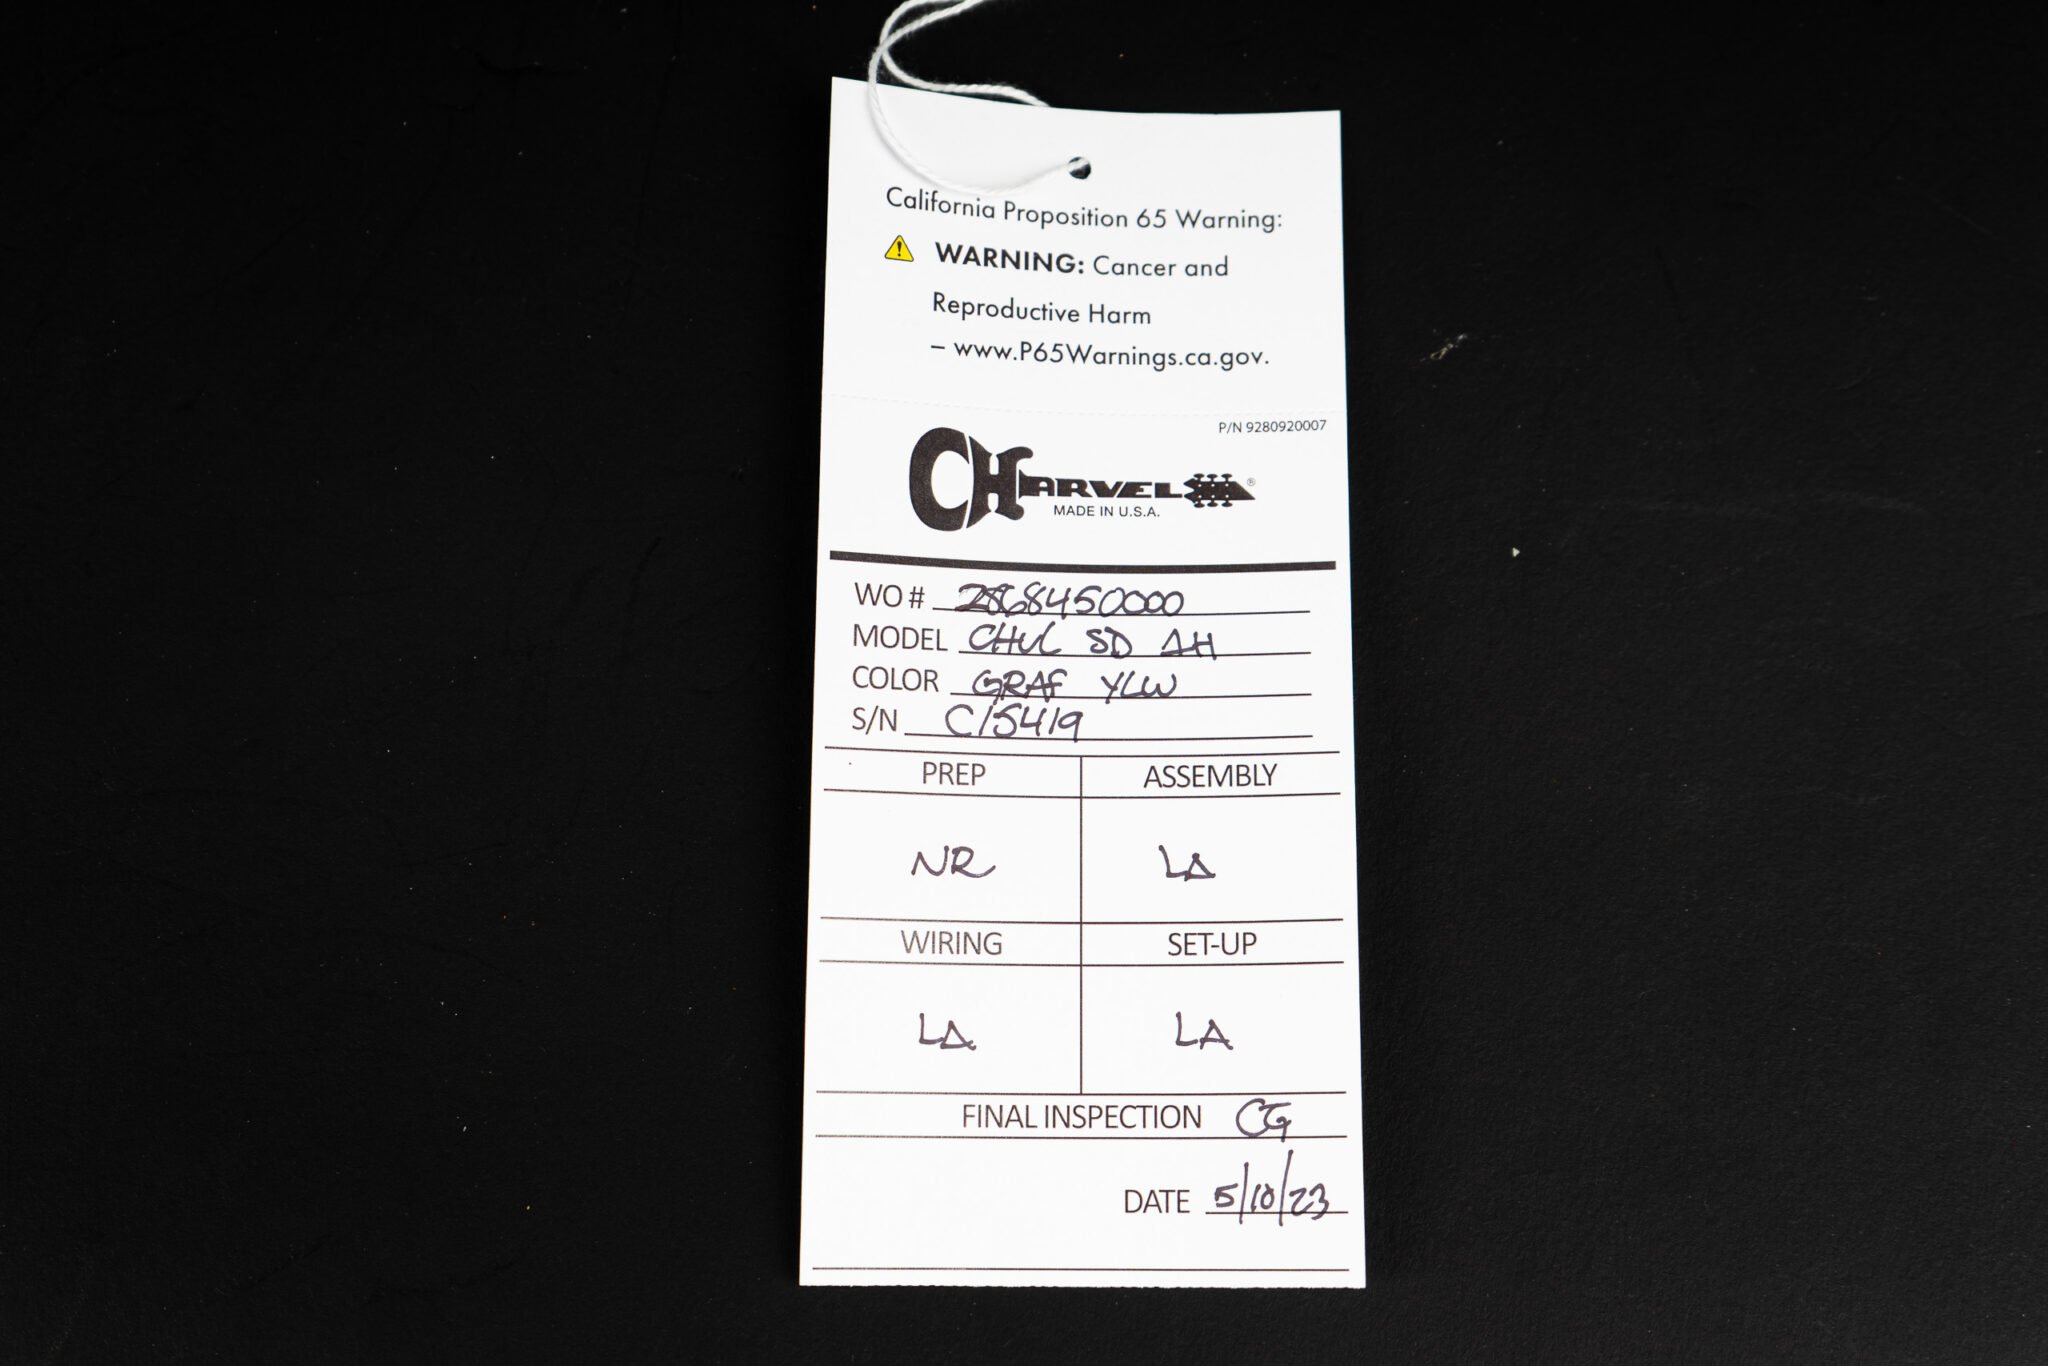 California Proposition 65 Warning:
WARNING: Cancer and
Reproductive Harm
– www.P65Warnings.ca.gov.
P/N 9280920007
CHARVEL ®
MADE IN U.S.A.
WO # 2868450000
MODEL CHVL SD AH
COLOR GRAF YLW
S/N C15419
PREP ASSEMBLY
NR LA
WIRING SET-UP
LA LA
FINAL INSPECTION CG
DATE 5/10/23